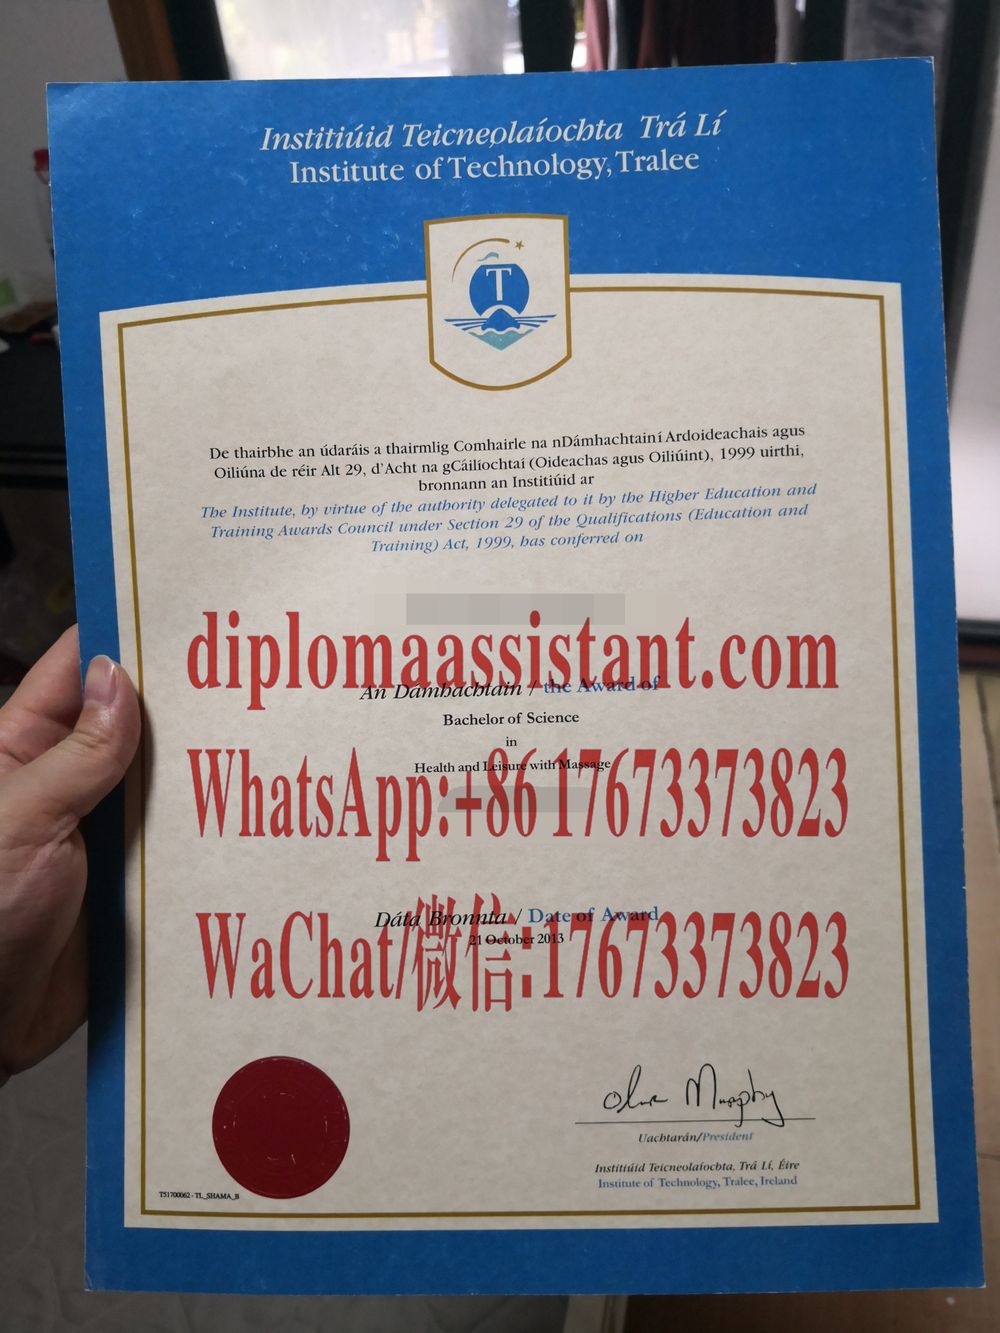 Institiúid Teicneolaíochta Trá Lí
Institute of Technology, Tralee
T
De thairbhe an údaráis a thairmlig Comhairle na nDámhachtainí Ardoideachais agus
Oiliúna de réir Alt 29, d'Acht na gCáilíochtaí (Oideachas agus Oiliúint), 1999 uirthi,
bronnann an Institiúid ar
The Institute, by virtue of the authority delegated to it by the Higher Education and
Training Awards Council under Section 29 of the Qualifications (Education and
Training) Act, 1999, has conferred on
diplomaassistant.com
An Dámhachtain / the Award of
Bachelor of Science
in
Health and Leisure with Massage
WhatsApp:+86 17673373823
Dáta Bronnta / Date of Award
21 October 2013
WaChat/微信:17673373823
Uachtarán/President
Institiúid Teicneolaíochta, Trá Lí, Éire
Institute of Technology, Tralee, Ireland
T51700062 - TL_SHAMA_B